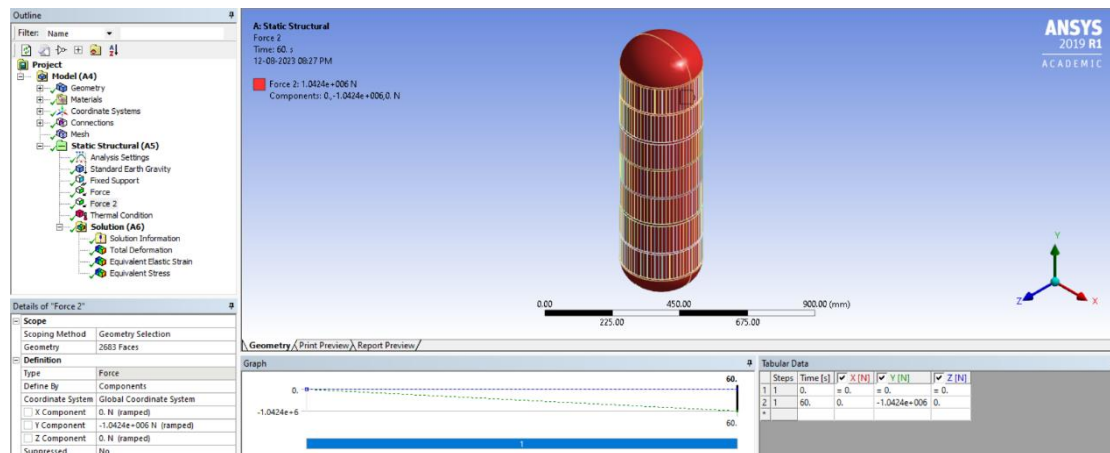 Outline
Filter: Name
Project
Model (A4)
Geometry
Materials
Coordinate Systems
Connections
Mesh
Static Structural (A5)
Analysis Settings
Standard Earth Gravity
Fixed Support
Force
Force 2
Thermal Condition
Solution (A6)
Solution Information
Total Deformation
Equivalent Elastic Strain
Equivalent Stress
Details of "Force 2"
Scope
Scoping Method Geometry Selection
Geometry 2683 Faces
Definition
Type Force
Define By Components
Coordinate System Global Coordinate System
X Component 0. N (ramped)
Y Component -1.0424e+006 N (ramped)
Z Component 0. N (ramped)
Suppressed No
A: Static Structural
Force 2
Time: 60. s
12-08-2023 08:27 PM
Force 2: 1.0424e+006 N
Components: 0.,-1.0424e+006,0. N
ANSYS
2019 R1
ACADEMIC
Y
Z X
0.00 450.00 900.00 (mm)
225.00 675.00
Geometry Print Preview Report Preview
Graph
60.
0.
-1.0424e+6
60.
1
Tabular Data
Steps Time [s] X [N] Y [N] Z [N]
1 1 0. = 0. = 0. = 0.
2 1 60. 0. -1.0424e+006 0.
*